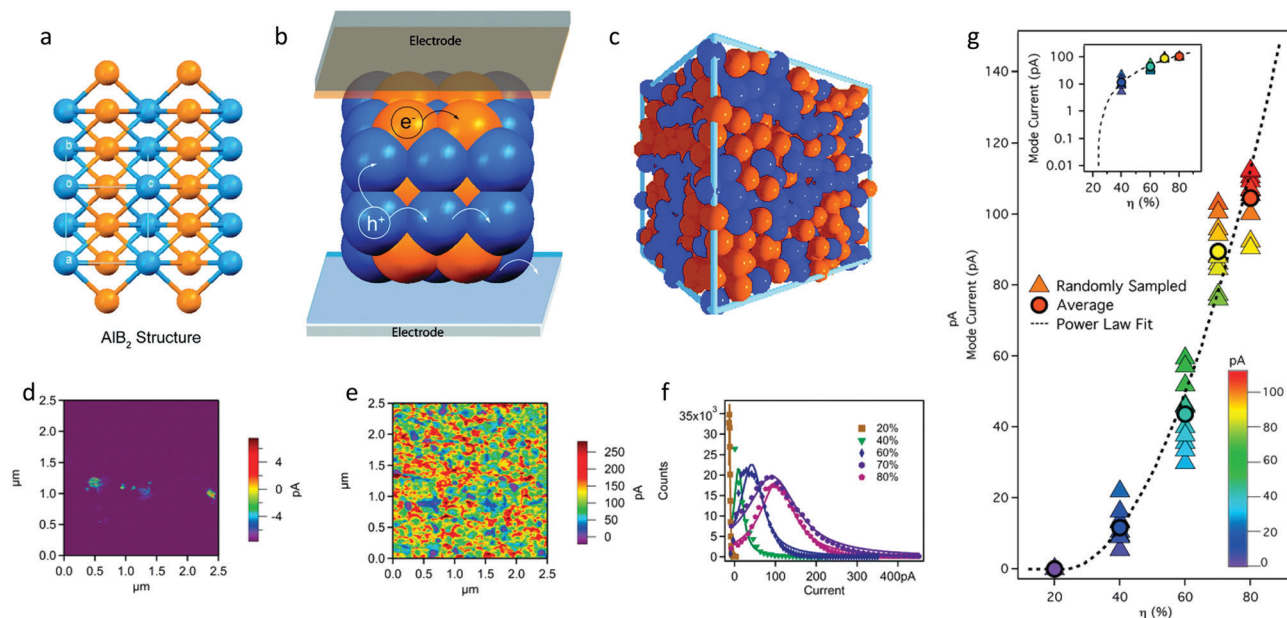 a
b
o
c
a
AlB₂ Structure
b
Electrode
e⁻
h⁺
Electrode
c
d
2.5
2.0
1.5
1.0
0.5
0.0
µm
0.0 0.5 1.0 1.5 2.0 2.5
µm
4
2
0
-2
-4
pA
e
2.5
2.0
1.5
1.0
0.5
0.0
µm
0.0 0.5 1.0 1.5 2.0 2.5
µm
250
200
150
100
50
0
pA
f
35x10³
30
25
20
15
10
5
0
Counts
20%
40%
60%
70%
80%
0 100 200 300 400pA
Current
g
140
120
100
80
60
40
20
0
pA
Mode Current (pA)
100
10
1
0.1
0.01
Mode Current (pA)
20 40 60 80
η (%)
Randomly Sampled
Average
Power Law Fit
pA
100
80
60
40
20
0
20 40 60 80
η (%)